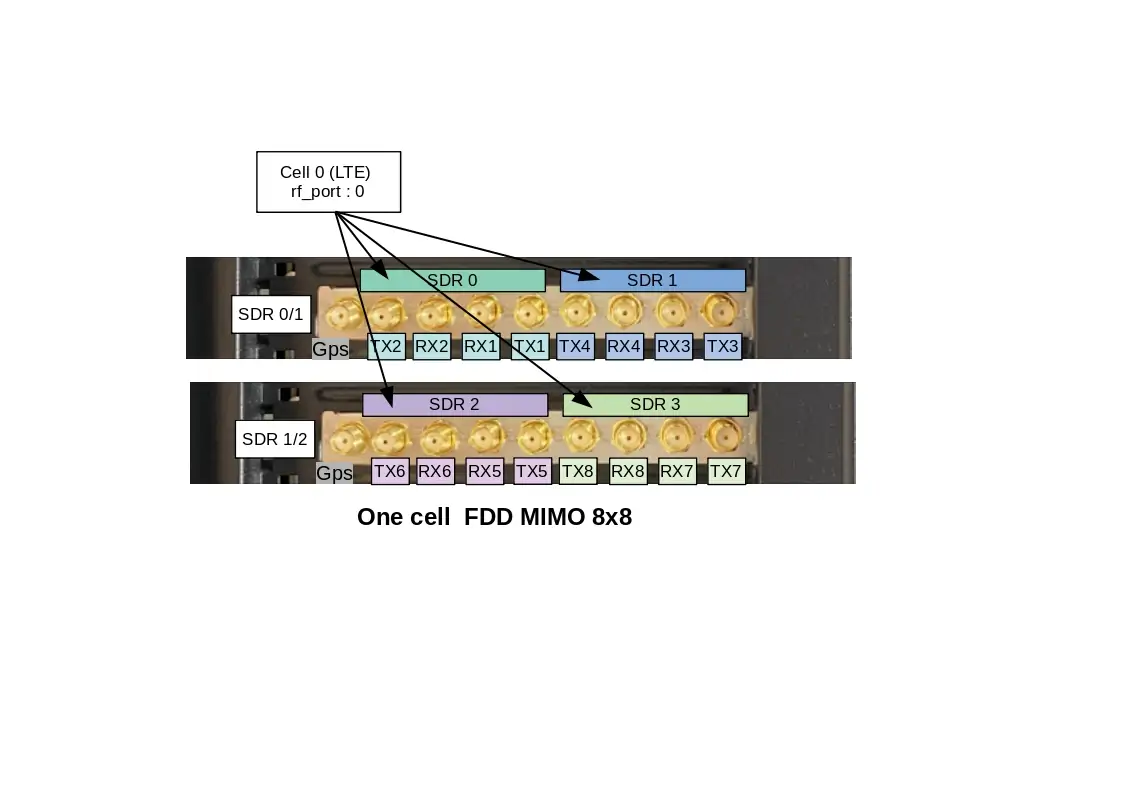 Cell 0 (LTE)
rf_port : 0
SDR 0 SDR 1
SDR 0/1
Gps TX2 RX2 RX1 TX1 TX4 RX4 RX3 TX3
SDR 2 SDR 3
SDR 1/2
Gps TX6 RX6 RX5 TX5 TX8 RX8 RX7 TX7
One cell  FDD MIMO 8x8